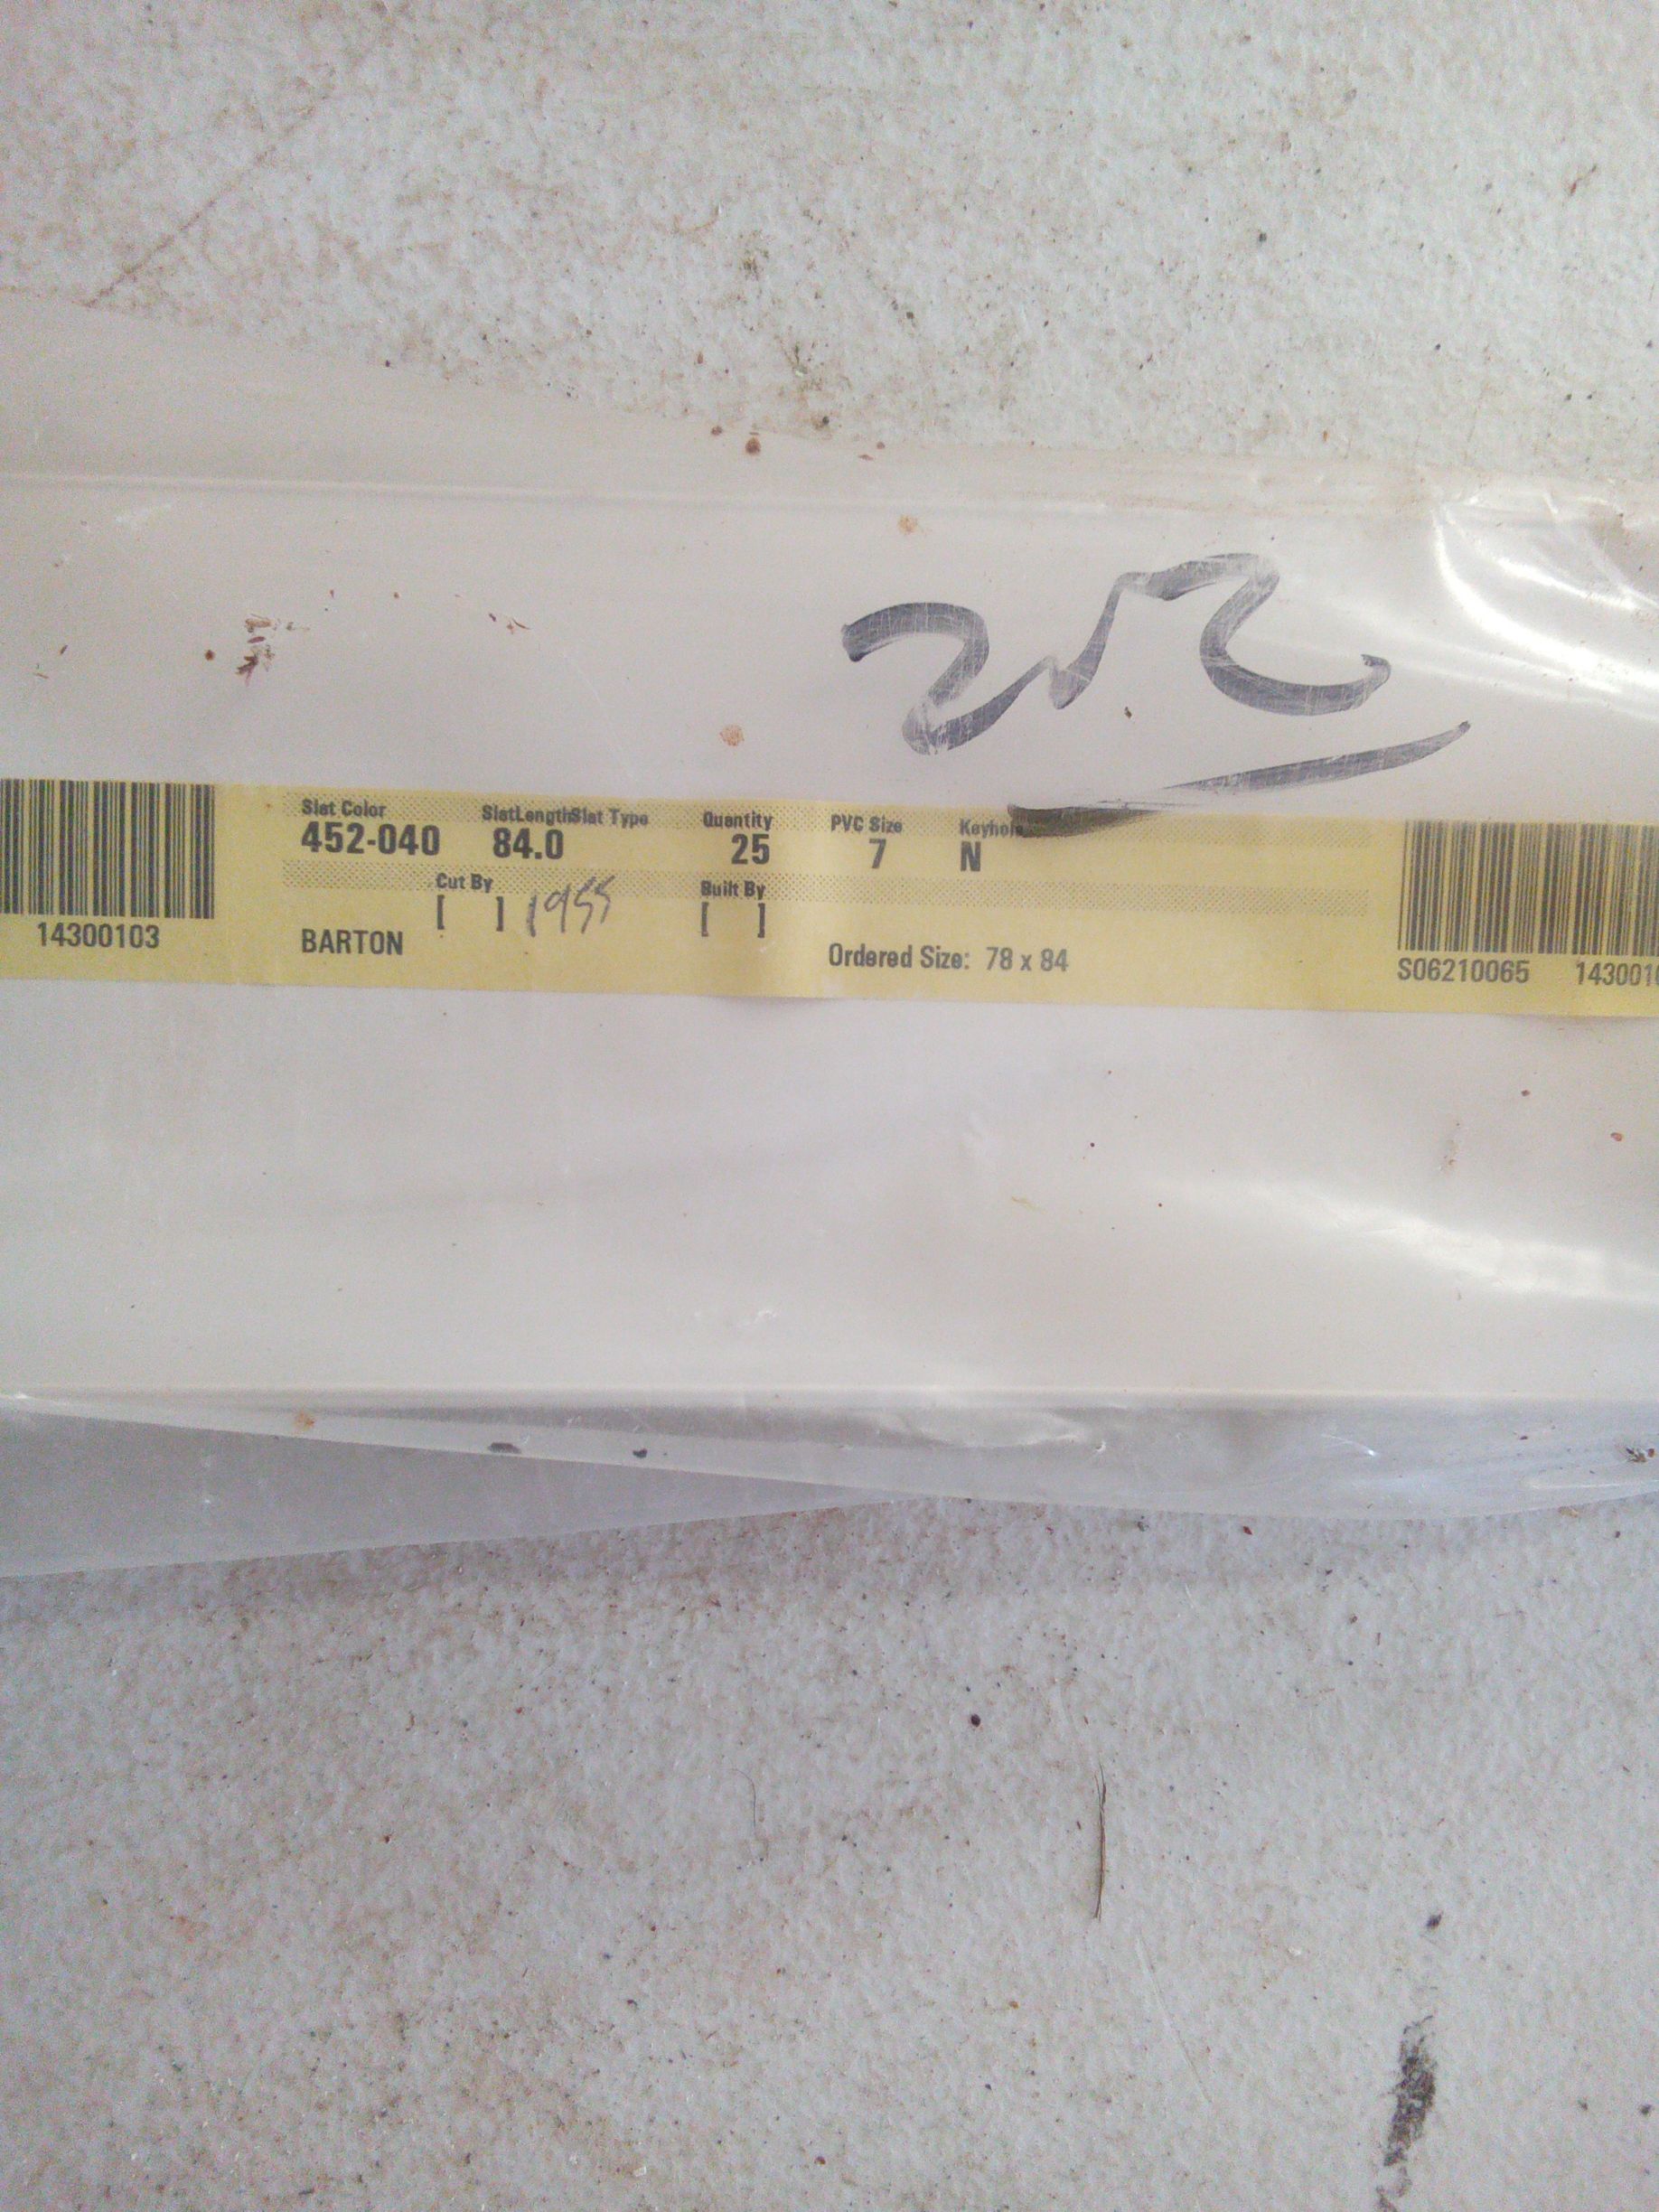 Slat Color SlatLength Slat Type Quantity PVC Size Keyhole
452-040 84.0 25 7 N
Cut By Built By
[ ] [ ]
14300103 BARTON Ordered Size: 78 x 84 S06210065